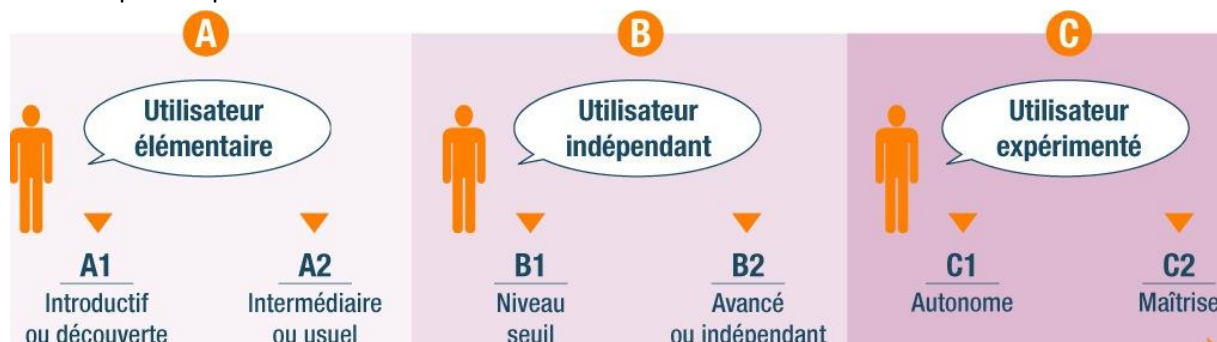 A
B
C
Utilisateur
élémentaire
Utilisateur
indépendant
Utilisateur
expérimenté
A1
Introductif
ou découverte
A2
Intermédiaire
ou usuel
B1
Niveau
seuil
B2
Avancé
ou indépendant
C1
Autonome
C2
Maîtrise